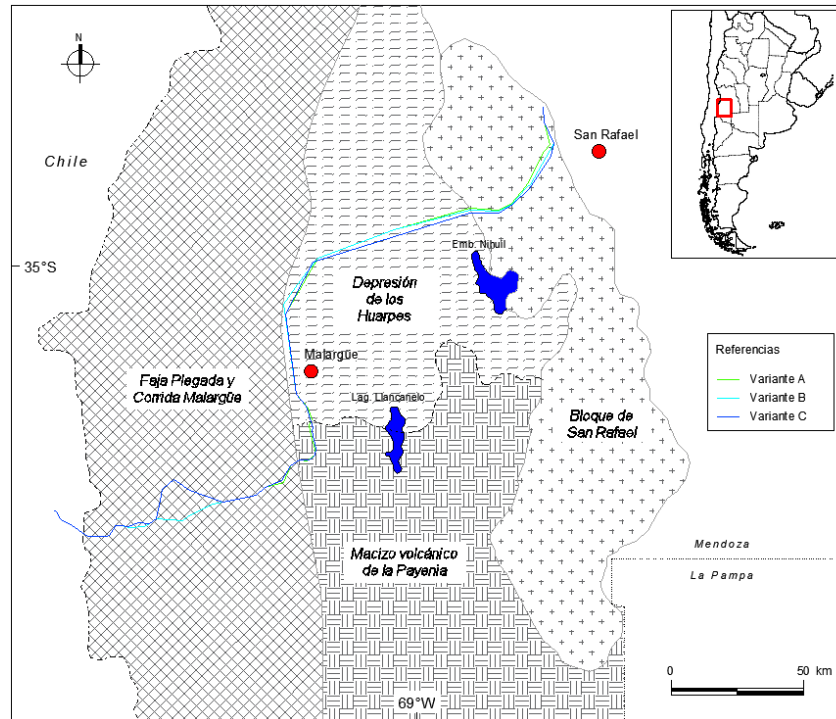 N
Chile
San Rafael
35°S
Emb. Nihuil
Depresión
de los
Huarpes
Malargüe
Faja Plegada y
Corrida Malargüe
Lag. Llancanelo
Bloque de
San Rafael
Referencias
Variante A
Variante B
Variante C
Macizo volcánico
de la Payenia
Mendoza
La Pampa
0 50 km
69°W